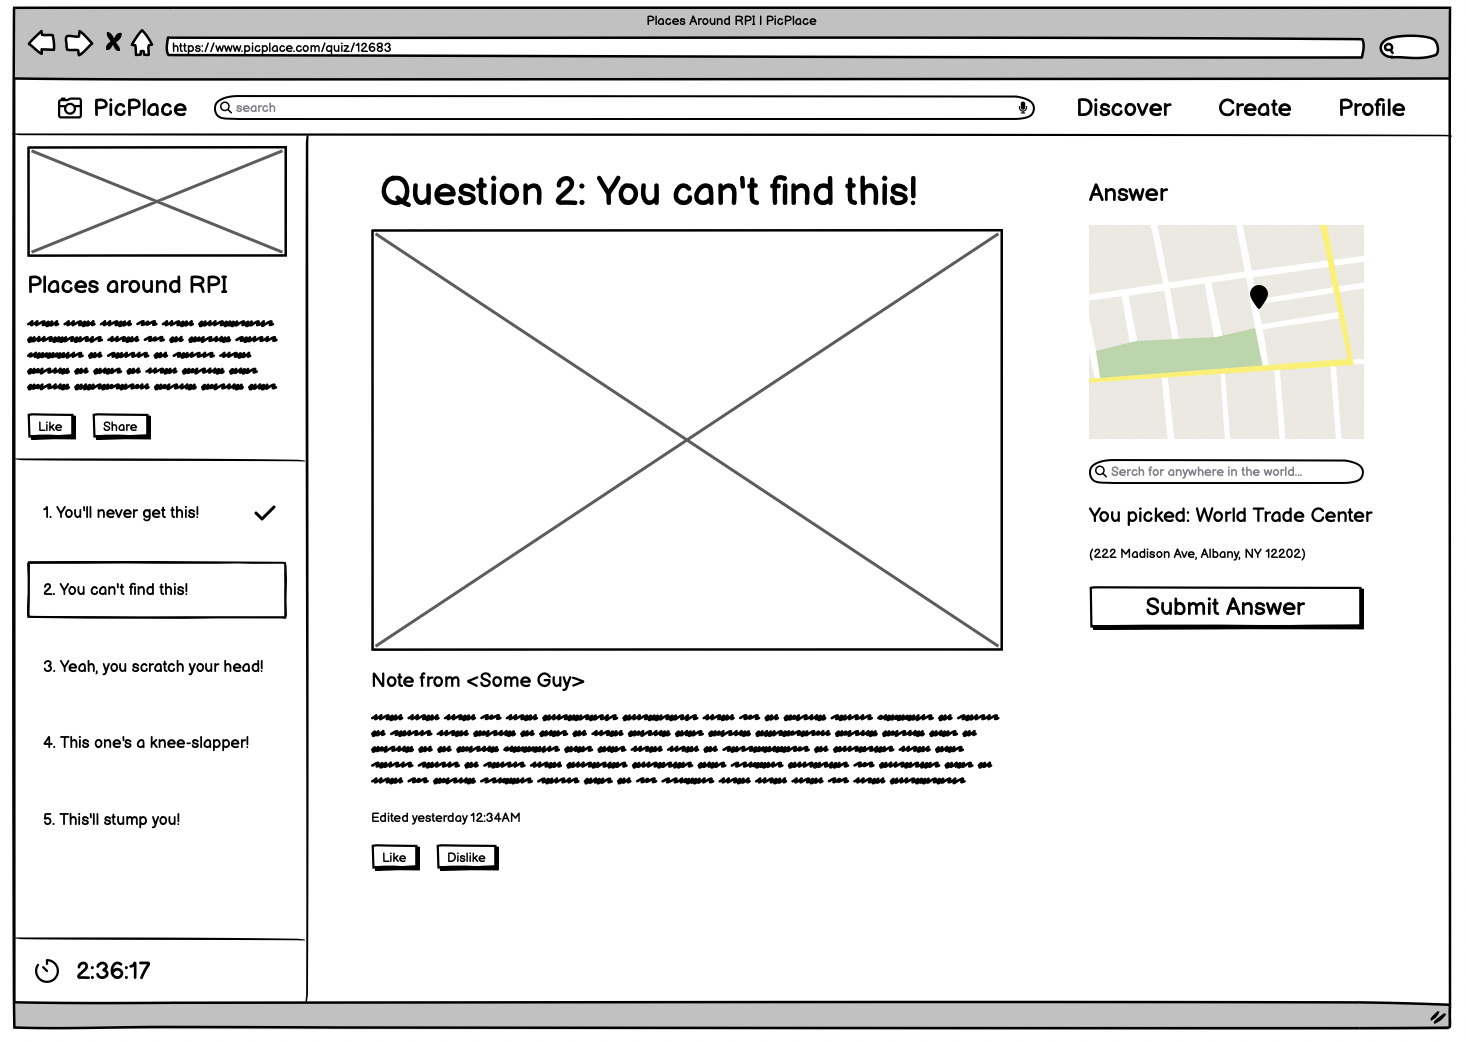 Places Around RPI | PicPlace
https://www.picplace.com/quiz/12683
PicPlace
search
Discover
Create
Profile
Places around RPI
Like
Share
1. You'll never get this!
2. You can't find this!
3. Yeah, you scratch your head!
4. This one's a knee-slapper!
5. This'll stump you!
2:36:17
Question 2: You can't find this!
Note from <Some Guy>
Edited yesterday 12:34AM
Like
Dislike
Answer
Serch for anywhere in the world...
You picked: World Trade Center
(222 Madison Ave, Albany, NY 12202)
Submit Answer